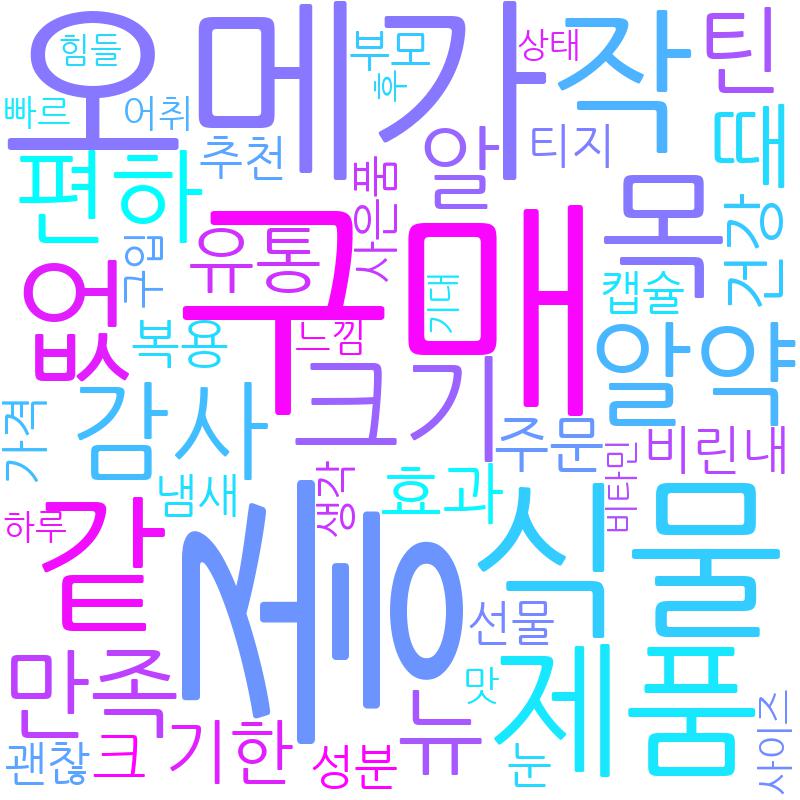 오메가
힘들
부모
후
상태
작
틴
빠르
어취
추천
알
티지
때
편하
사은품
목
건강
구입
유통
구매
기대
캡슐
없
복용
느낌
알약
크기
감사
가격
주문
비린내
비타민
냄새
생각
효과
하루
같
좋
식물
선물
만족
맛
제품
뉴
괜찮
크
기한
성분
눈
사이즈